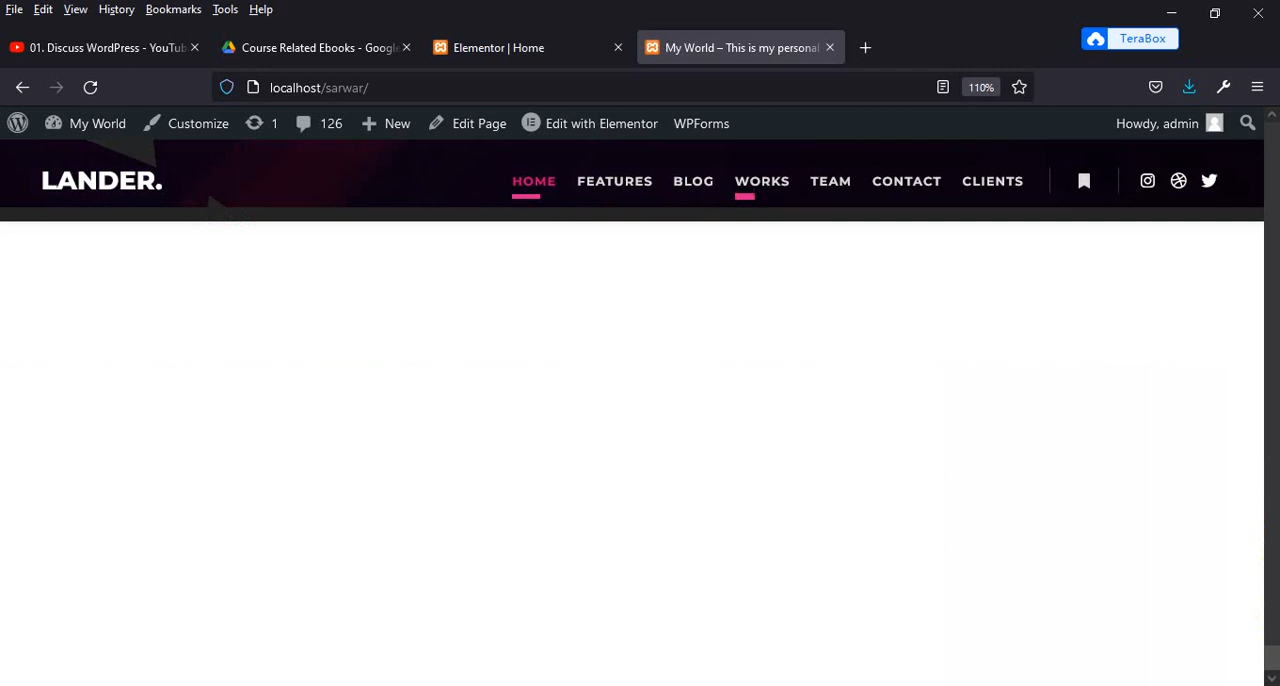 File Edit View History Bookmarks Tools Help
01. Discuss WordPress - YouTub
Course Related Ebooks - Google
Elementor | Home
My World – This is my personal
TeraBox
localhost/sarwar/
110%
My World Customize 1 126 New Edit Page Edit with Elementor WPForms Howdy, admin
LANDER. HOME FEATURES BLOG WORKS TEAM CONTACT CLIENTS